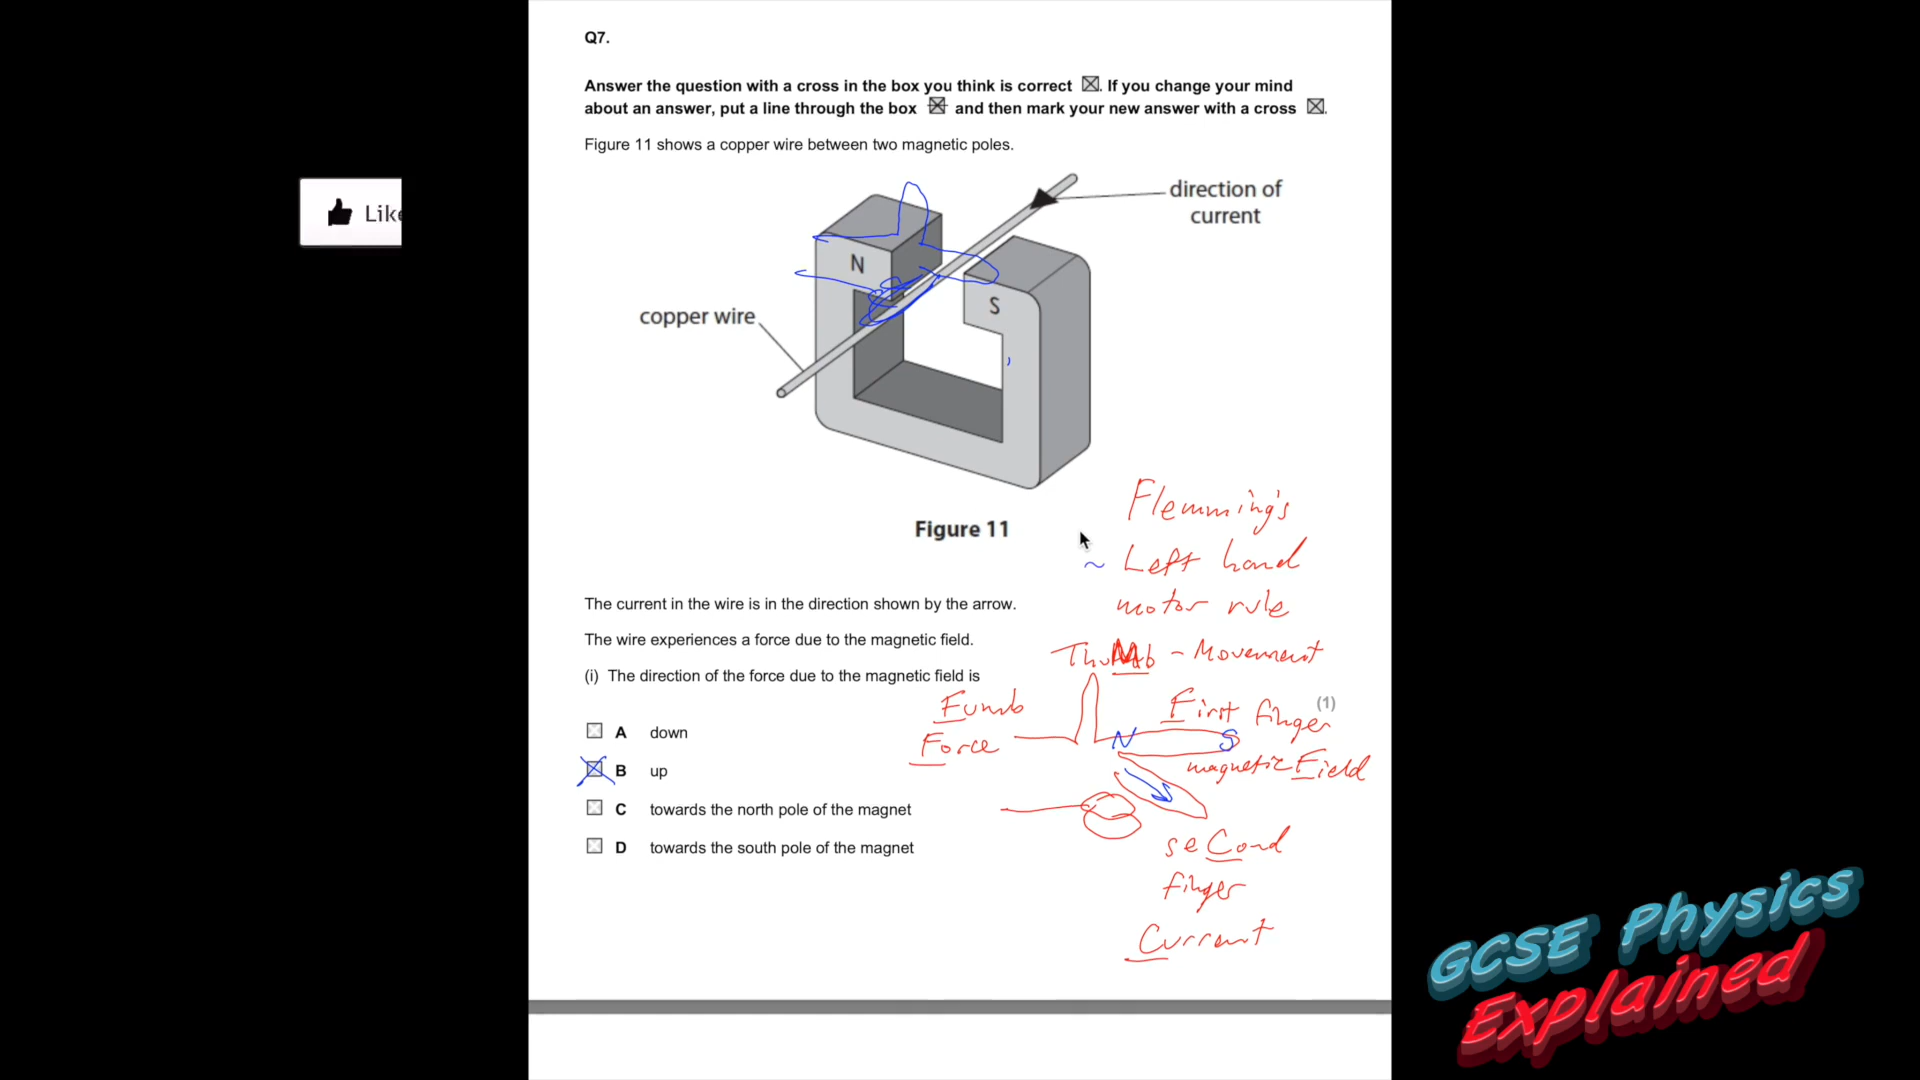 Q7.
Answer the question with a cross in the box you think is correct ☒. If you change your mind
about an answer, put a line through the box ☒ and then mark your new answer with a cross ☒.
Figure 11 shows a copper wire between two magnetic poles.
direction of
current
N
S
copper wire
Like
Figure 11
Flemming's
~ Left hand
motor rule
The current in the wire is in the direction shown by the arrow.
The wire experiences a force due to the magnetic field.
(i) The direction of the force due to the magnetic field is
ThuMb - Movement
(1)
Fumb
Force
First finger
N S
magnetic Field
A down
B up
C towards the north pole of the magnet
D towards the south pole of the magnet
seCond
finger
Current
GCSE Physics
Explained